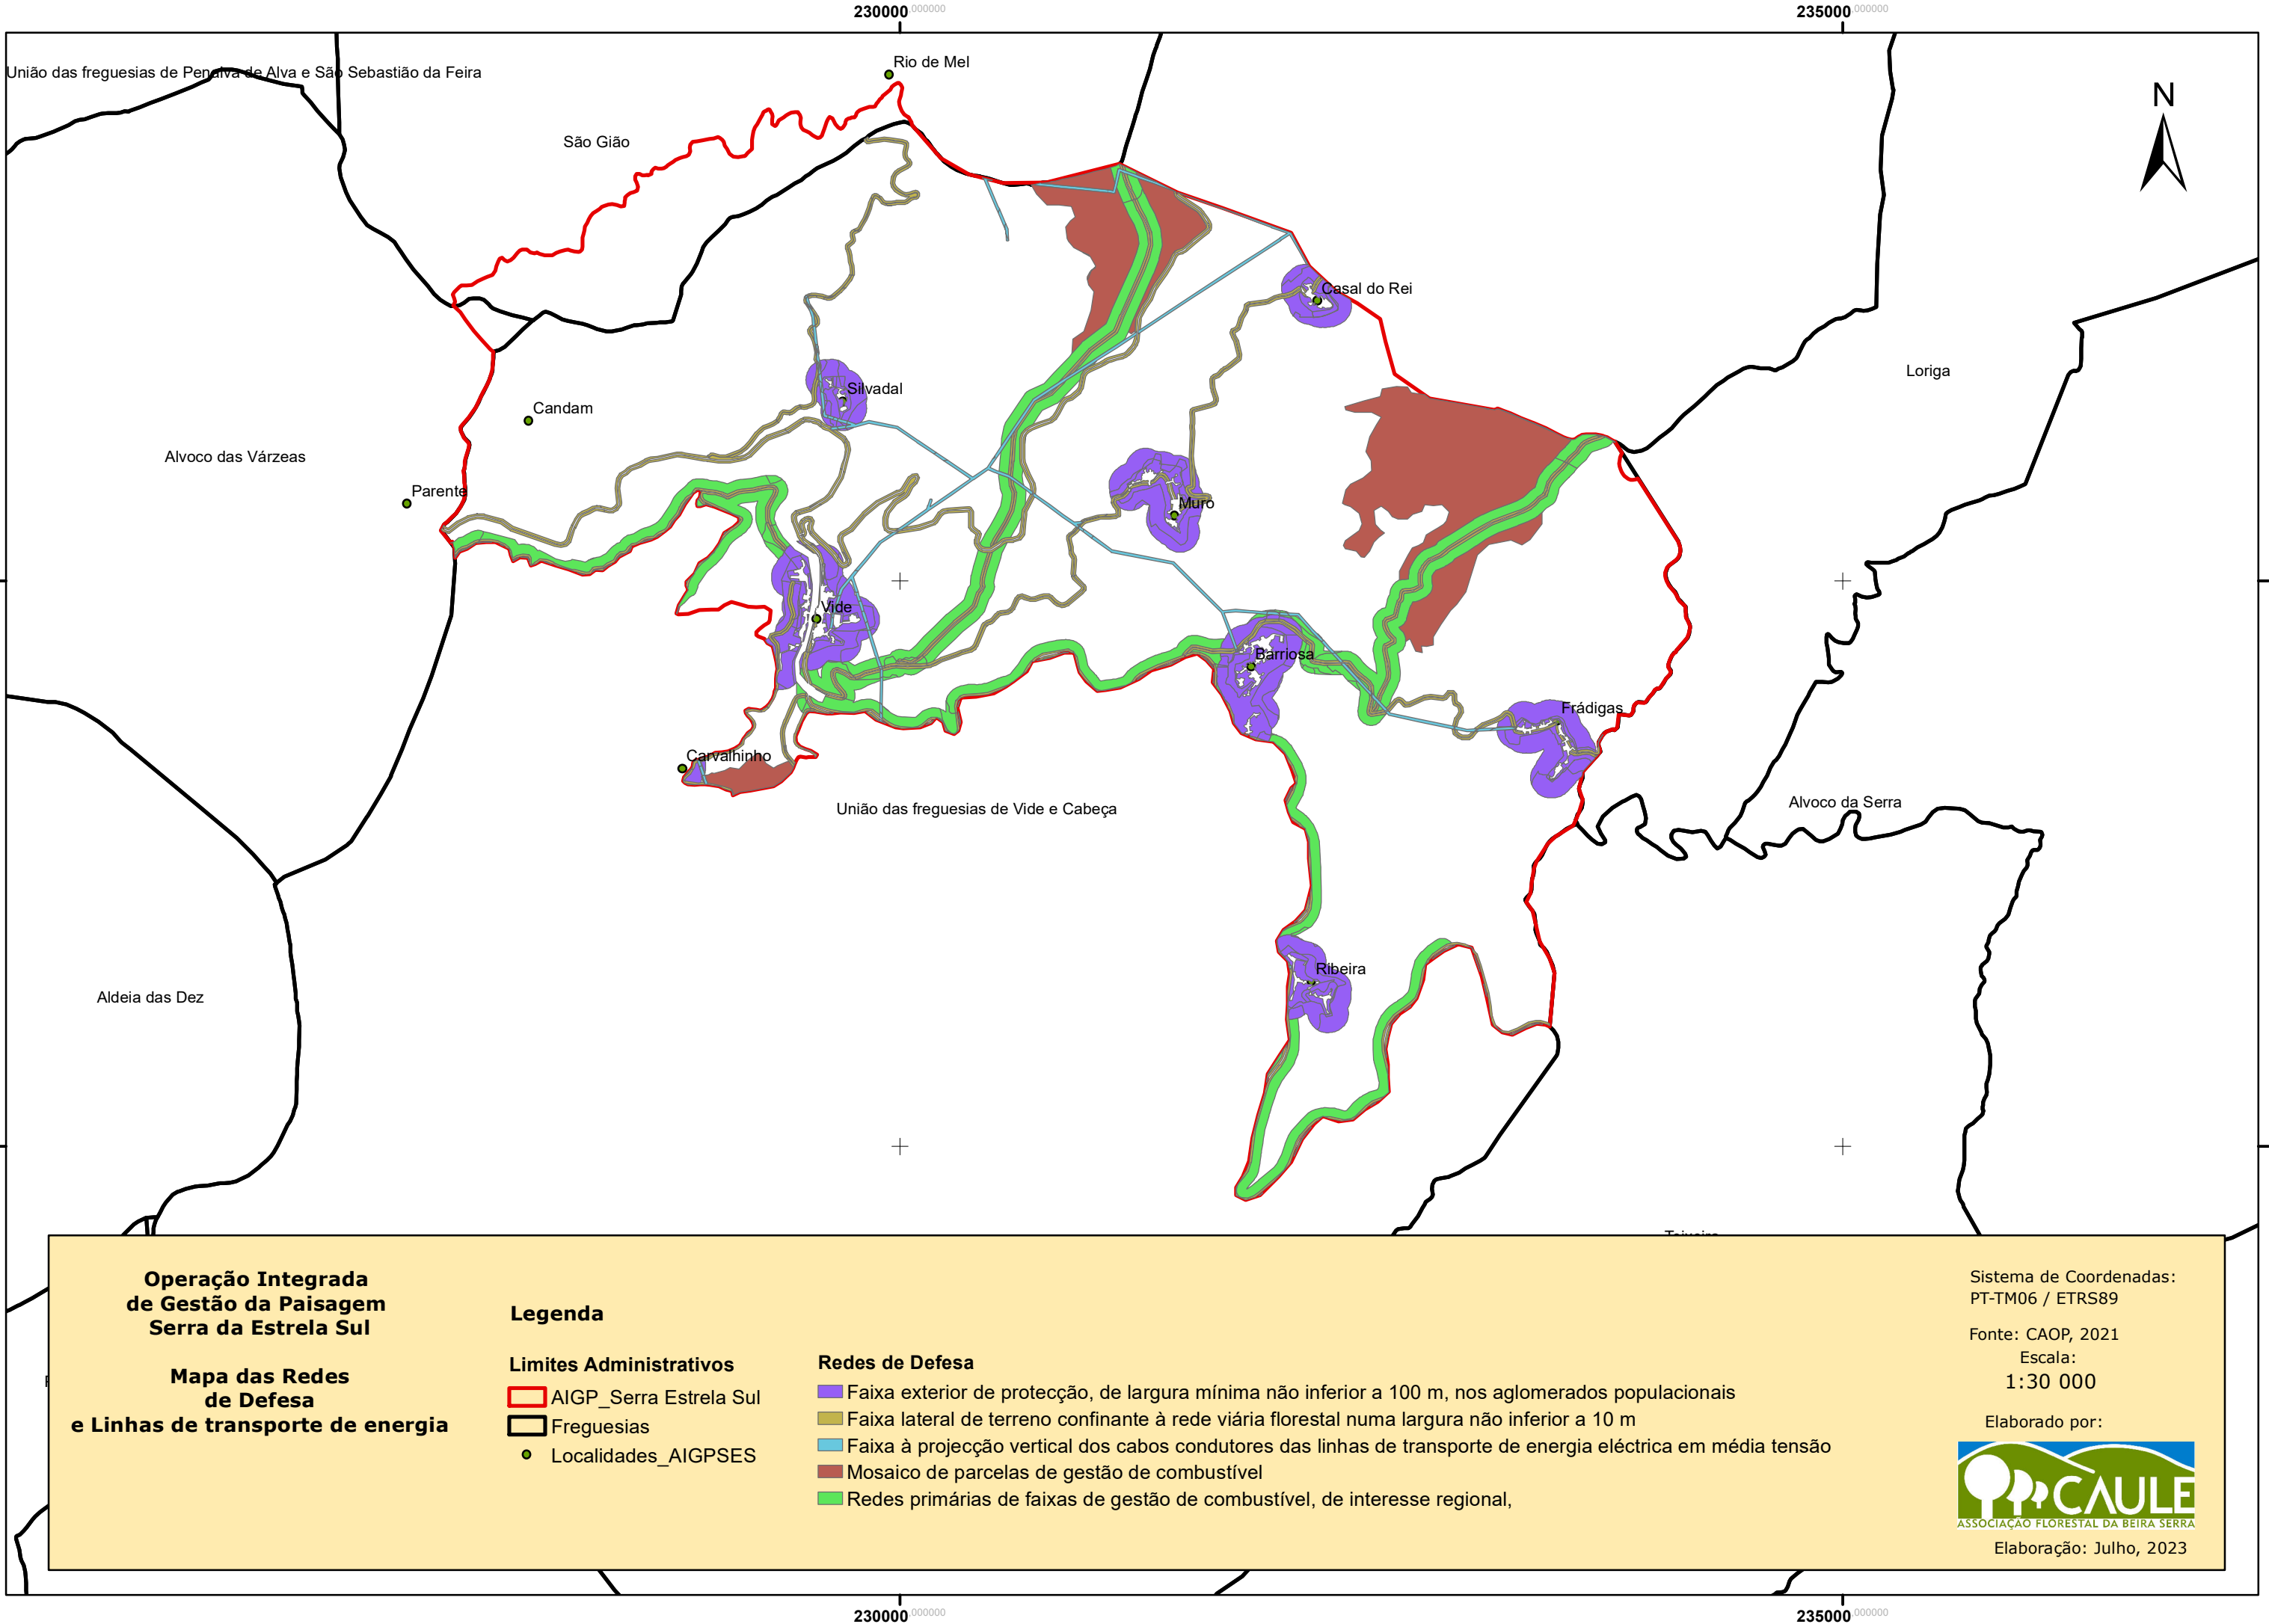 230000,000000
235000,000000
Rio de Mel
União das freguesias de Penalva de Alva e São Sebastião da Feira
N
São Gião
Casal do Rei
Loriga
Silvadal
Candam
Alvoco das Várzeas
Parente
Muro
Vide
Barriosa
Frádigas
Carvalhinho
União das freguesias de Vide e Cabeça
Alvoco da Serra
Ribeira
Aldeia das Dez
Teixeira
Operação Integrada
de Gestão da Paisagem
Serra da Estrela Sul
Mapa das Redes
de Defesa
e Linhas de transporte de energia
Legenda
Limites Administrativos
AIGP_Serra Estrela Sul
Freguesias
Localidades_AIGPSES
Redes de Defesa
Faixa exterior de protecção, de largura mínima não inferior a 100 m, nos aglomerados populacionais
Faixa lateral de terreno confinante à rede viária florestal numa largura não inferior a 10 m
Faixa à projecção vertical dos cabos condutores das linhas de transporte de energia eléctrica em média tensão
Mosaico de parcelas de gestão de combustível
Redes primárias de faixas de gestão de combustível, de interesse regional,
Sistema de Coordenadas:
PT-TM06 / ETRS89
Fonte: CAOP, 2021
Escala:
1:30 000
Elaborado por:
CAULE
ASSOCIAÇÃO FLORESTAL DA BEIRA SERRA
Elaboração: Julho, 2023
230000,000000
235000,000000